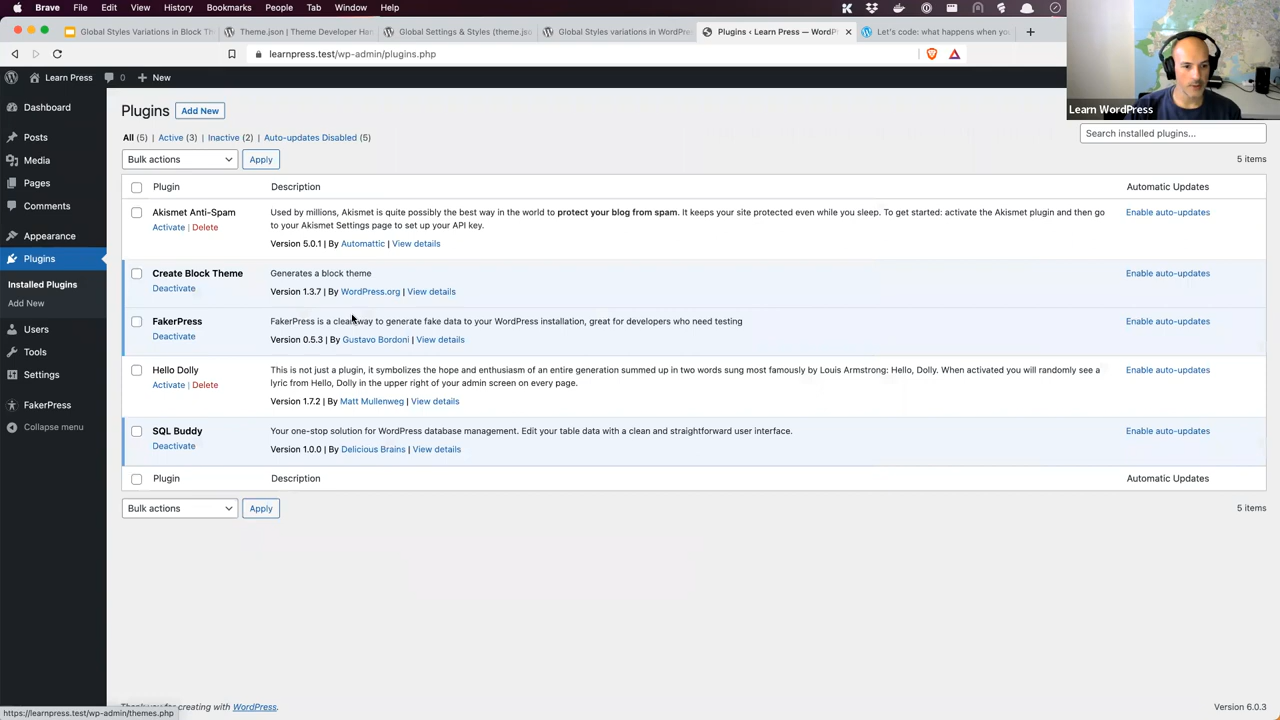 Brave File Edit View History Bookmarks People Tab Window Help
Global Styles Variations in Block Th
Theme.json | Theme Developer Han
Global Settings & Styles (theme.jso
Global Styles variations in WordPre
Plugins ‹ Learn Press — WordP
Let's code: what happens when yo
learnpress.test/wp-admin/plugins.php
Learn Press 0 New
Learn WordPress
Dashboard
Posts
Media
Pages
Comments
Appearance
Plugins
Installed Plugins
Add New
Users
Tools
Settings
FakerPress
Collapse menu
Plugins Add New
All (5) | Active (3) | Inactive (2) | Auto-updates Disabled (5)
Search installed plugins...
Bulk actions Apply
5 items
Plugin Description Automatic Updates
Akismet Anti-Spam
Activate | Delete
Used by millions, Akismet is quite possibly the best way in the world to protect your blog from spam. It keeps your site protected even while you sleep. To get started: activate the Akismet plugin and then go
to your Akismet Settings page to set up your API key.
Version 5.0.1 | By Automattic | View details
Enable auto-updates
Create Block Theme
Deactivate
Generates a block theme
Version 1.3.7 | By WordPress.org | View details
Enable auto-updates
FakerPress
Deactivate
FakerPress is a clean way to generate fake data to your WordPress installation, great for developers who need testing
Version 0.5.3 | By Gustavo Bordoni | View details
Enable auto-updates
Hello Dolly
Activate | Delete
This is not just a plugin, it symbolizes the hope and enthusiasm of an entire generation summed up in two words sung most famously by Louis Armstrong: Hello, Dolly. When activated you will randomly see a
lyric from Hello, Dolly in the upper right of your admin screen on every page.
Version 1.7.2 | By Matt Mullenweg | View details
Enable auto-updates
SQL Buddy
Deactivate
Your one-stop solution for WordPress database management. Edit your table data with a clean and straightforward user interface.
Version 1.0.0 | By Delicious Brains | View details
Enable auto-updates
Plugin Description Automatic Updates
Bulk actions Apply
5 items
Thank you for creating with WordPress.
Version 6.0.3
https://learnpress.test/wp-admin/themes.php